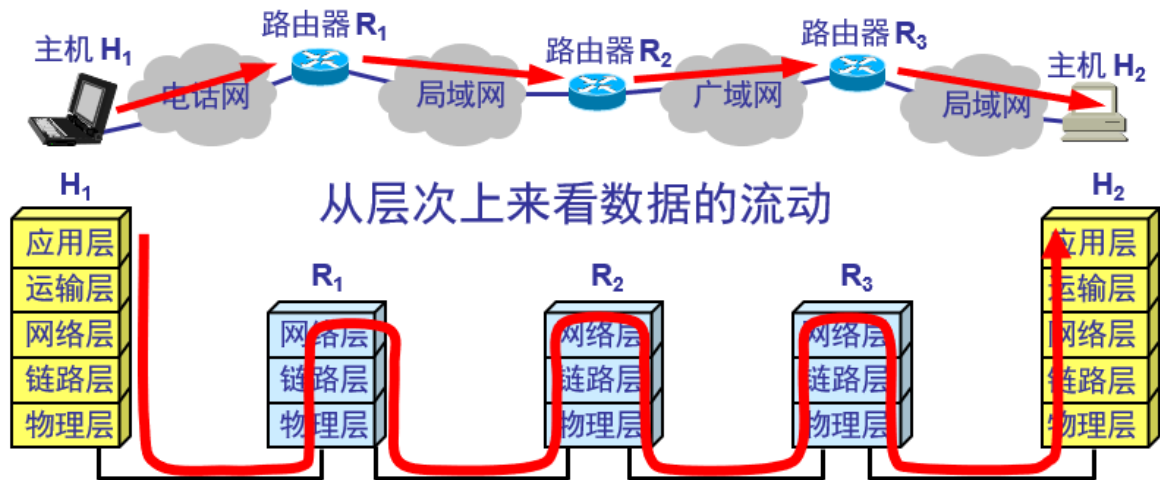 主机 H₁
路由器 R₁
路由器 R₂
路由器 R₃
主机 H₂
电话网
局域网
广域网
局域网
从层次上来看数据的流动
H₁
应用层
运输层
网络层
链路层
物理层
R₁
网络层
链路层
物理层
R₂
网络层
链路层
物理层
R₃
网络层
链路层
物理层
H₂
应用层
运输层
网络层
链路层
物理层